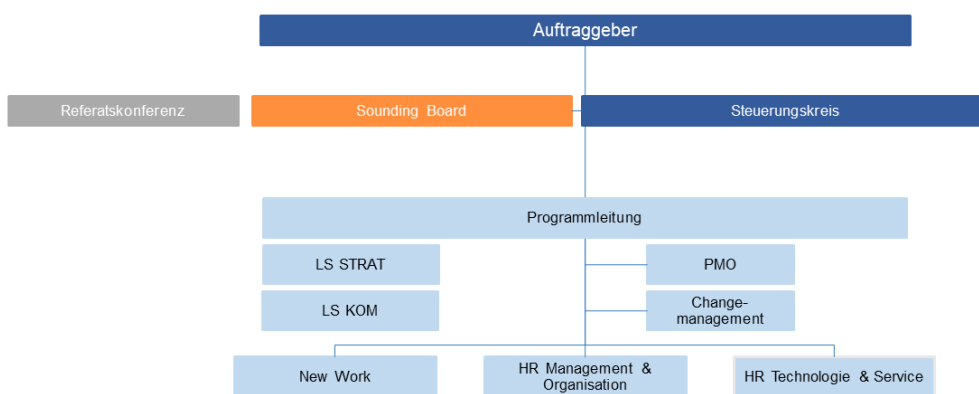 Auftraggeber
Referatskonferenz
Sounding Board
Steuerungskreis
Programmleitung
LS STRAT
PMO
LS KOM
Change-
management
New Work
HR Management &
Organisation
HR Technologie & Service